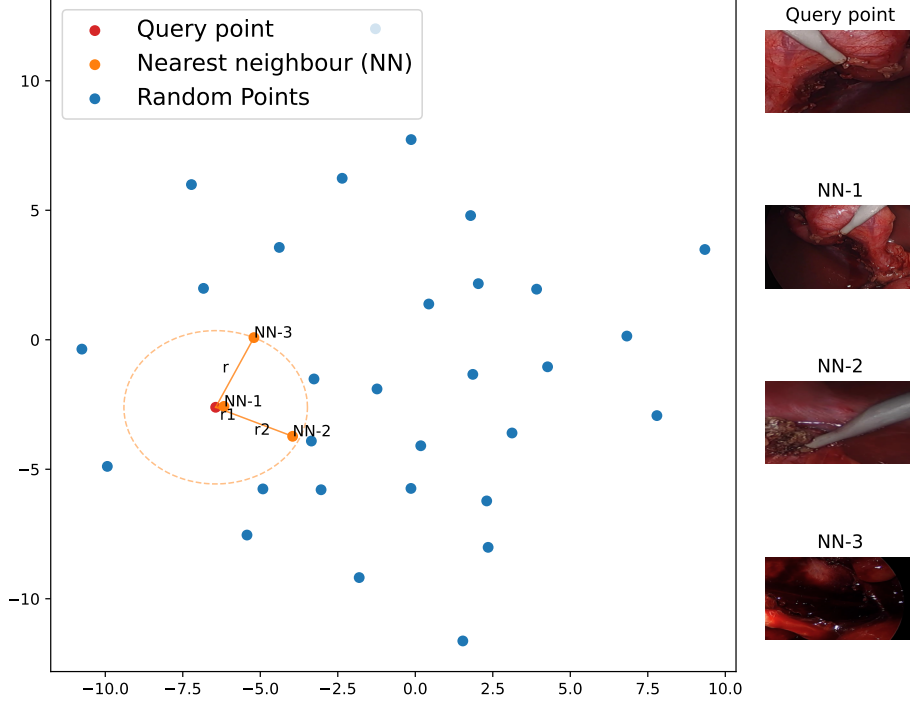 Query point
Nearest neighbour (NN)
Random Points
10
5
0
−5
−10
−10.0
−7.5
−5.0
−2.5
0.0
2.5
5.0
7.5
10.0
NN-3
r
NN-1
r1
r2
NN-2
Query point
NN-1
NN-2
NN-3